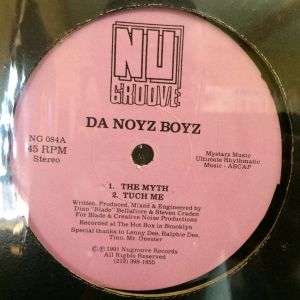 NU
GROOVE
DA NOYZ BOYZ
NG 084A
45 RPM
Stereo
Mystarz Music
Ultimate Rhythmatic
Music - ASCAP
1. THE MYTH
2. TUCH ME
Written, Produced, Mixed & Engineered by
Dino "Blade" Bellafiore & Steven Craden
For Blade & Creative Noise Productions
Recorded at The Hot Box in Brooklyn
Special thanks to Lenny Dee, Ralphie Dee,
Tino, Mr. Quester
℗ © 1991 Nugroove Records
All Rights Reserved
(212) 398-1855